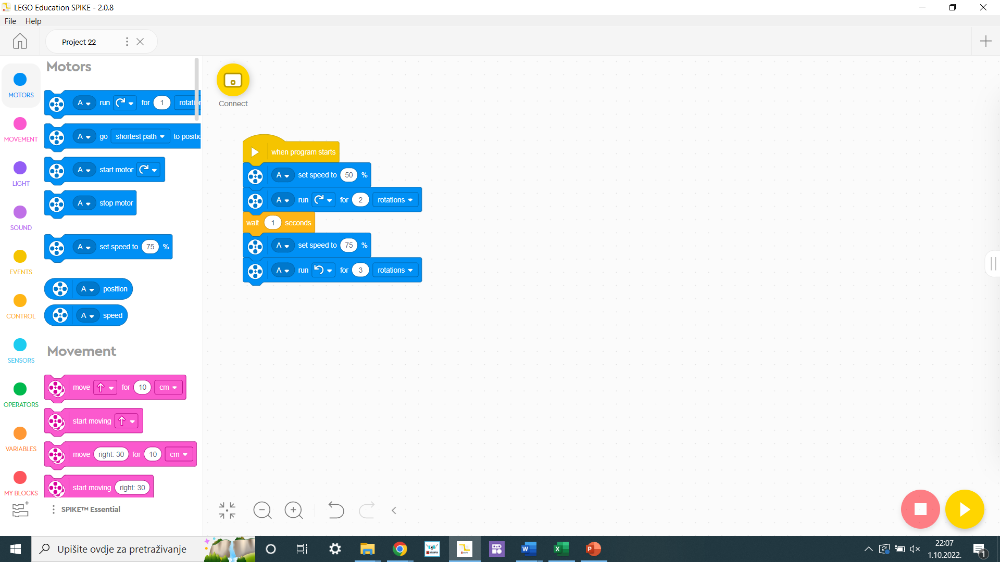 LEGO Education SPIKE - 2.0.8
File Help
Project 22
MOTORS
MOVEMENT
LIGHT
SOUND
EVENTS
CONTROL
SENSORS
OPERATORS
VARIABLES
MY BLOCKS
Motors
A run for 1 rotatio
A go shortest path to positio
A start motor
A stop motor
A set speed to 75 %
A position
A speed
Movement
move for 10 cm
start moving
move right: 30 for 10 cm
start moving right: 30
SPIKE™ Essential
Connect
when program starts
A set speed to 50 %
A run for 2 rotations
wait 1 seconds
A set speed to 75 %
A run for 3 rotations
Upišite ovdje za pretraživanje
22:07
1.10.2022.
1